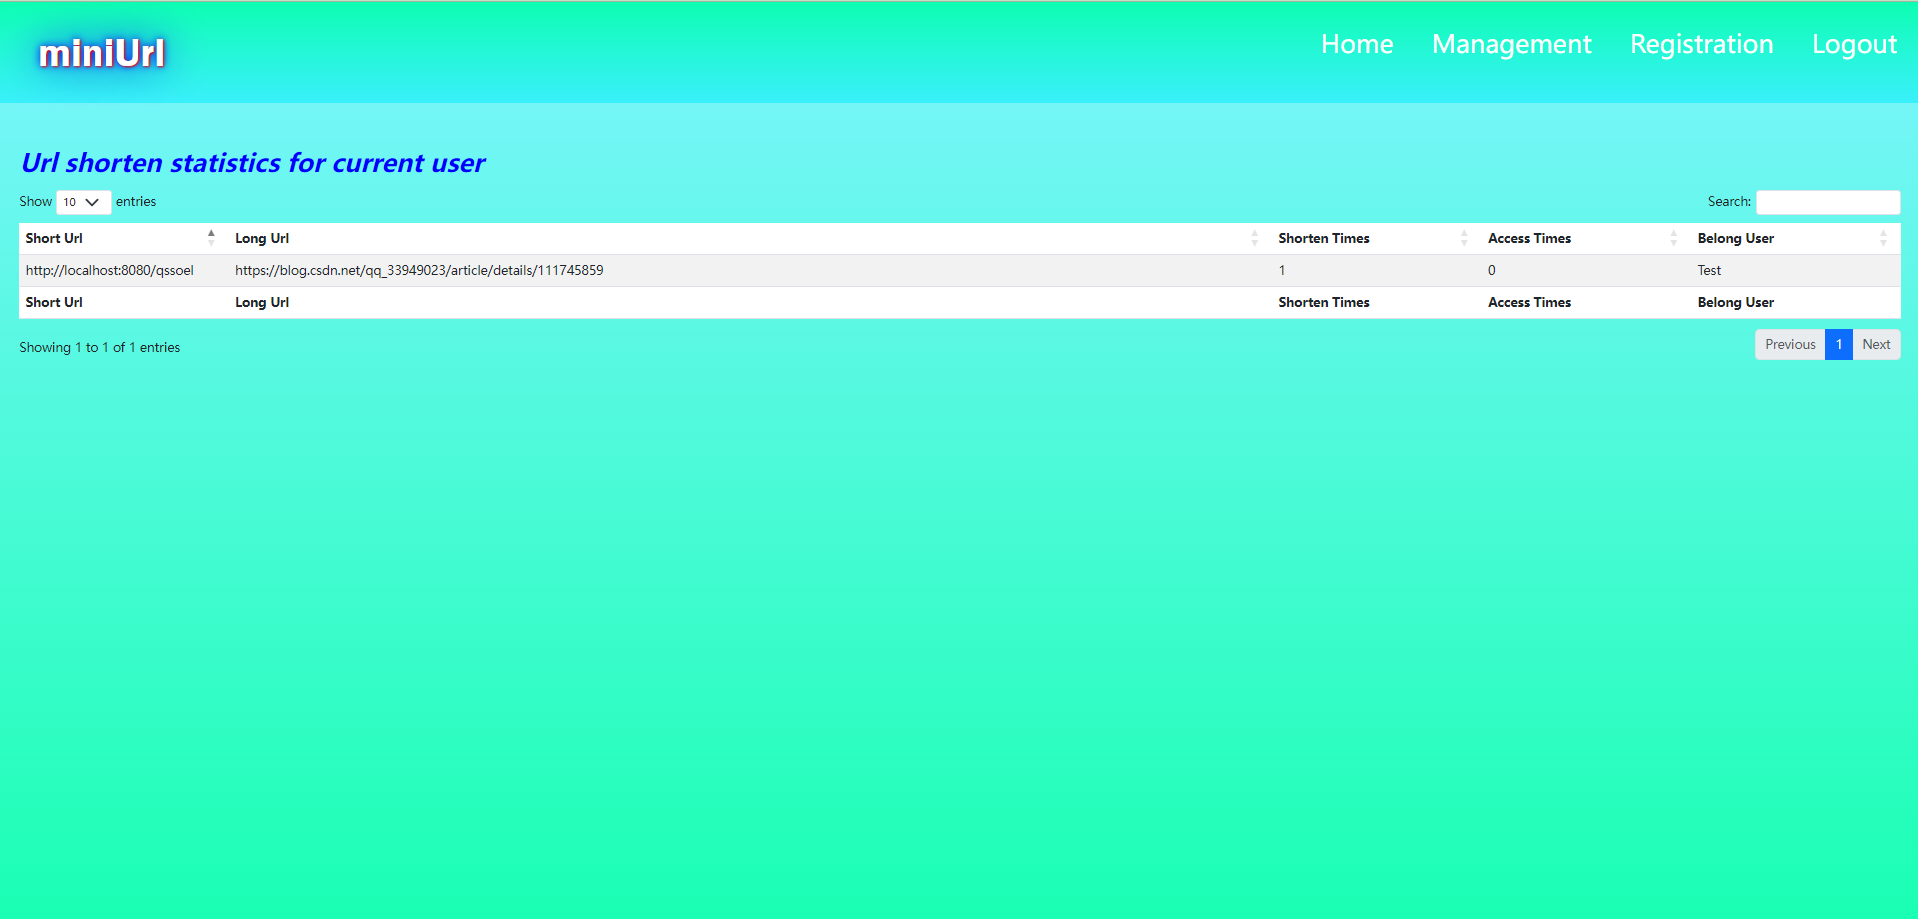 miniUrl Home Management Registration Logout
Url shorten statistics for current user
Show 10 entries Search:
Short Url Long Url Shorten Times Access Times Belong User
http://localhost:8080/qssoel https://blog.csdn.net/qq_33949023/article/details/111745859 1 0 Test
Short Url Long Url Shorten Times Access Times Belong User
Showing 1 to 1 of 1 entries Previous 1 Next